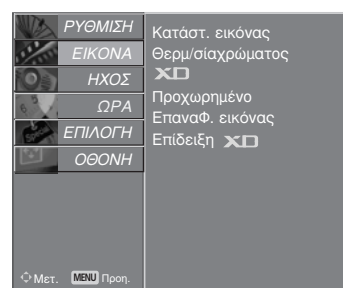 ΡΥΘΜΙΣΗ
ΕΙΚΟΝΑ
ΗΧΟΣ
ΩΡΑ
ΕΠΙΛΟΓΗ
ΟΘΟΝΗ
Μετ. MENU Προη.
Κατάστ. εικόνας
Θερμ/σίαχρώματος
XD
Προχωρημένο
ΕπαναΦ. εικόνας
Επίδειξη XD